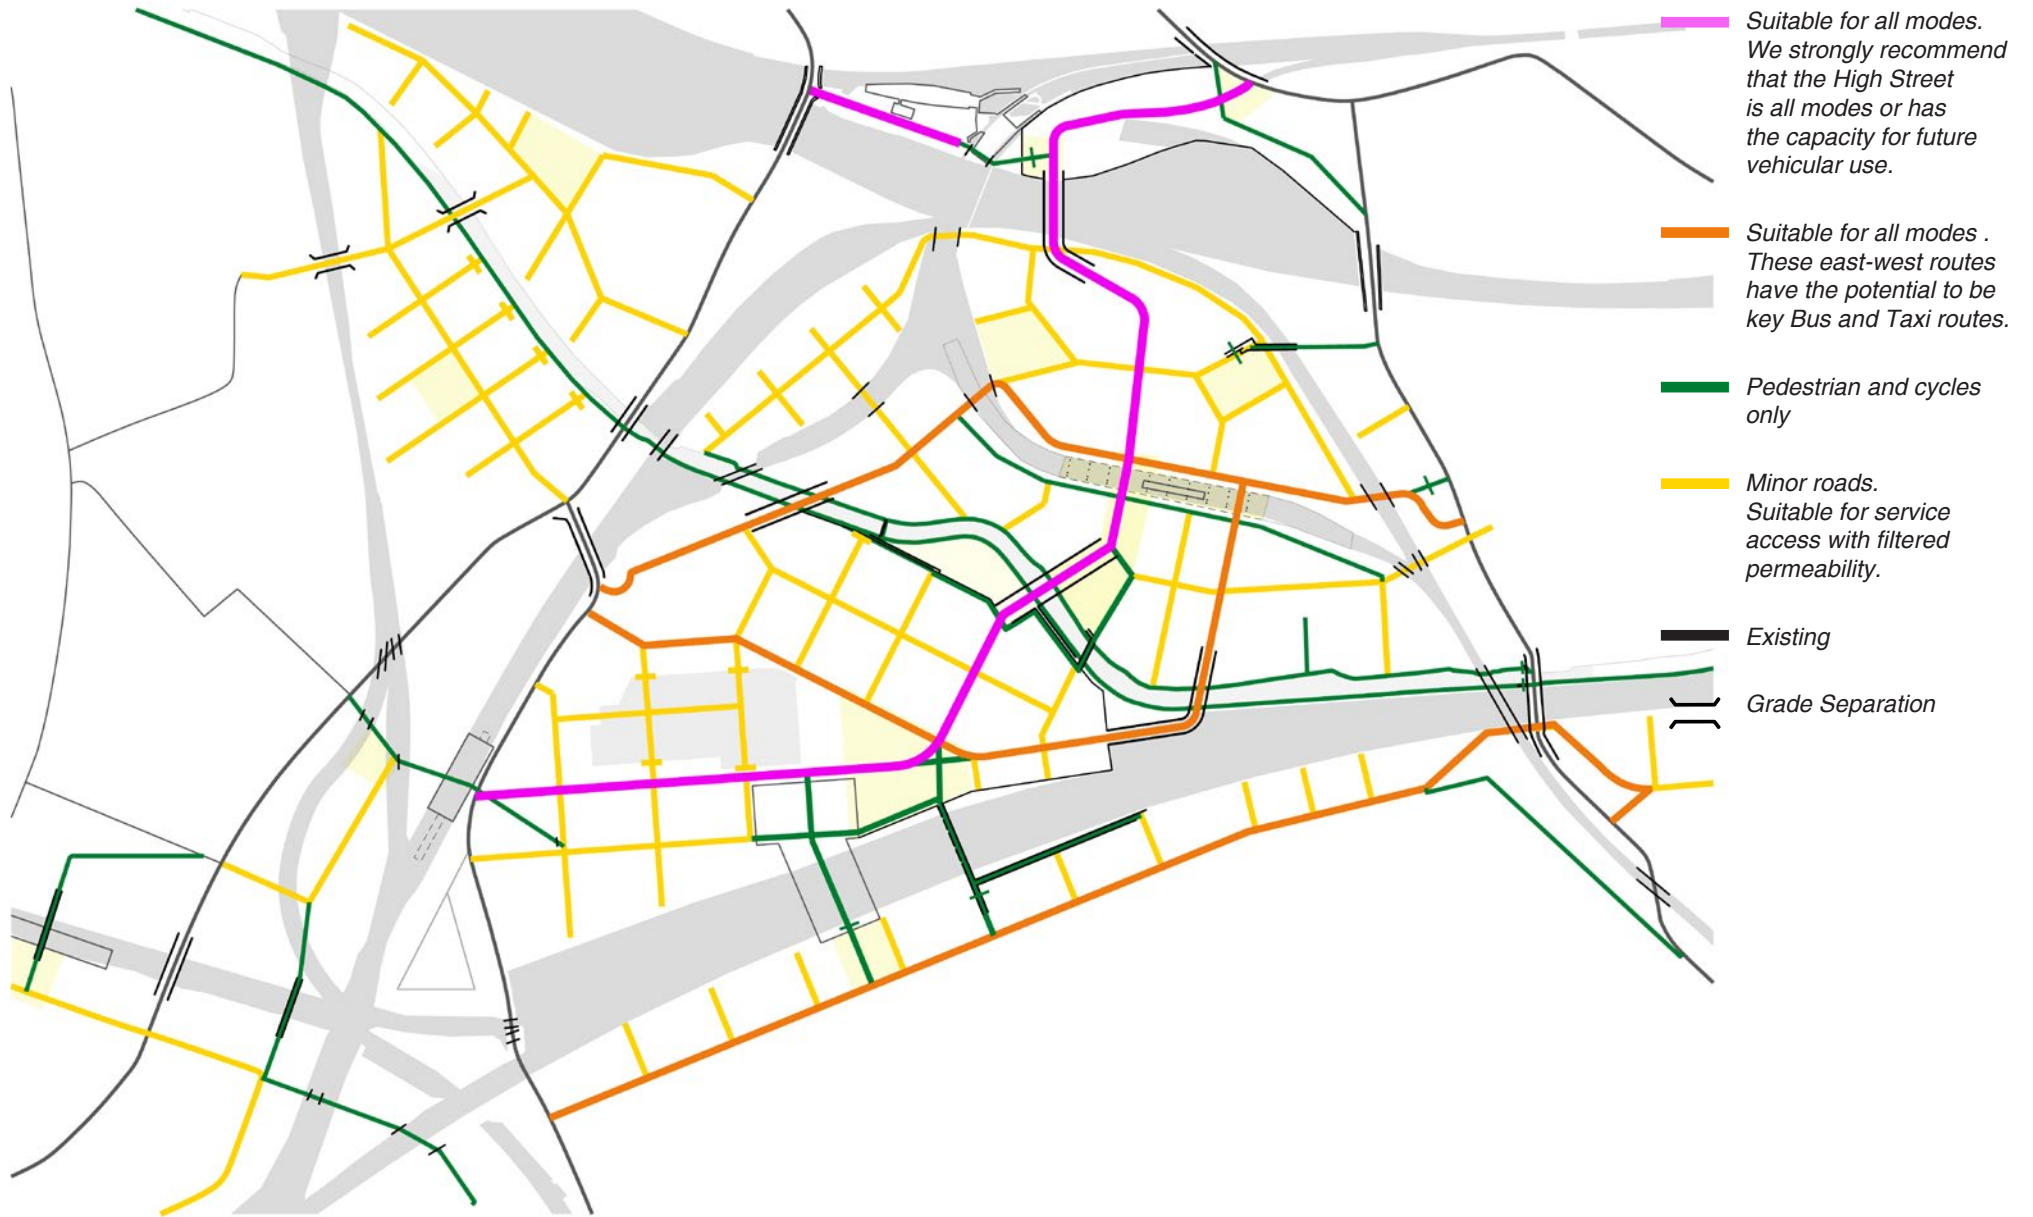 Suitable for all modes.
We strongly recommend
that the High Street
is all modes or has
the capacity for future
vehicular use.
Suitable for all modes .
These east-west routes
have the potential to be
key Bus and Taxi routes.
Pedestrian and cycles
only
Minor roads.
Suitable for service
access with filtered
permeability.
Existing
Grade Separation